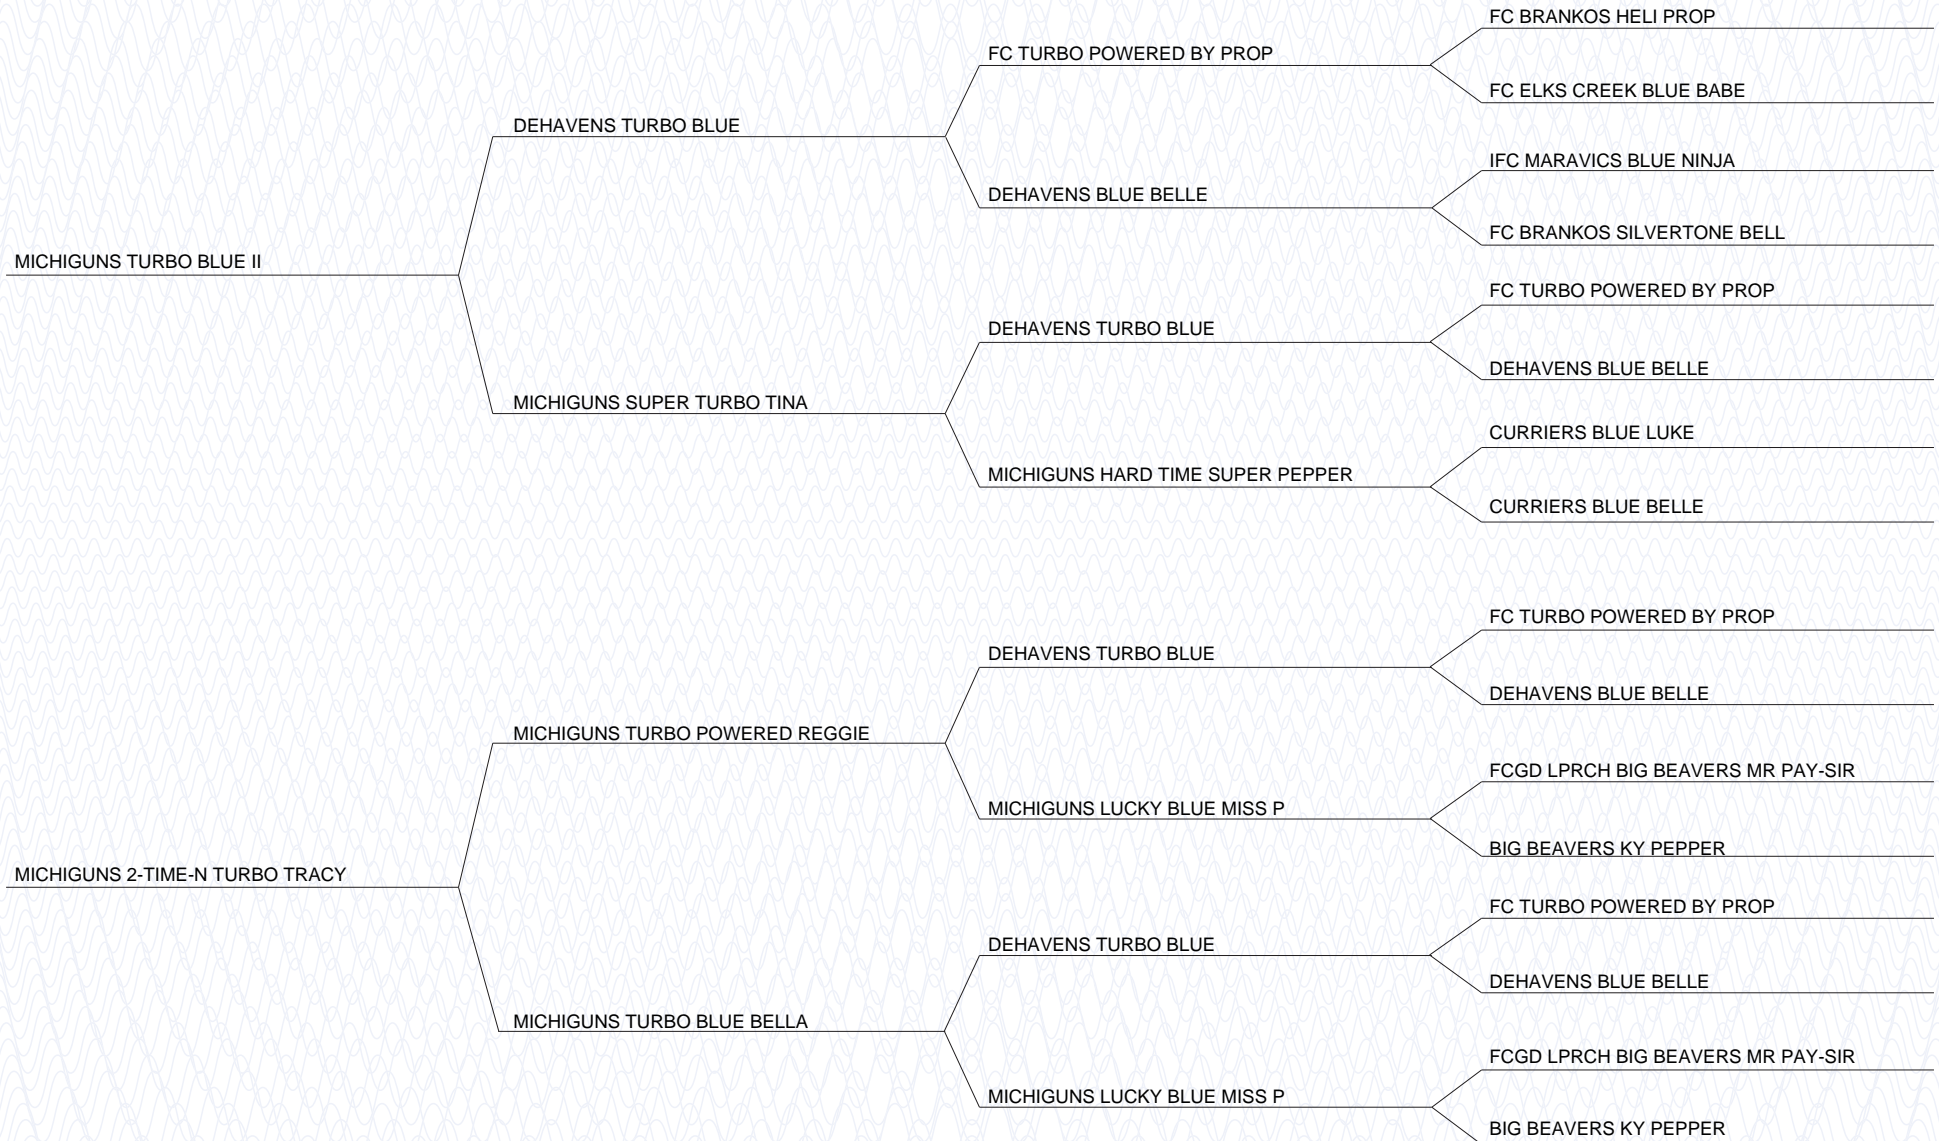 FC BRANKOS HELI PROP
FC TURBO POWERED BY PROP
FC ELKS CREEK BLUE BABE
DEHAVENS TURBO BLUE
IFC MARAVICS BLUE NINJA
DEHAVENS BLUE BELLE
FC BRANKOS SILVERTONE BELL
MICHIGUNS TURBO BLUE II
FC TURBO POWERED BY PROP
DEHAVENS TURBO BLUE
DEHAVENS BLUE BELLE
MICHIGUNS SUPER TURBO TINA
CURRIERS BLUE LUKE
MICHIGUNS HARD TIME SUPER PEPPER
CURRIERS BLUE BELLE
FC TURBO POWERED BY PROP
DEHAVENS TURBO BLUE
DEHAVENS BLUE BELLE
MICHIGUNS TURBO POWERED REGGIE
FCGD LPRCH BIG BEAVERS MR PAY-SIR
MICHIGUNS LUCKY BLUE MISS P
BIG BEAVERS KY PEPPER
MICHIGUNS 2-TIME-N TURBO TRACY
FC TURBO POWERED BY PROP
DEHAVENS TURBO BLUE
DEHAVENS BLUE BELLE
MICHIGUNS TURBO BLUE BELLA
FCGD LPRCH BIG BEAVERS MR PAY-SIR
MICHIGUNS LUCKY BLUE MISS P
BIG BEAVERS KY PEPPER